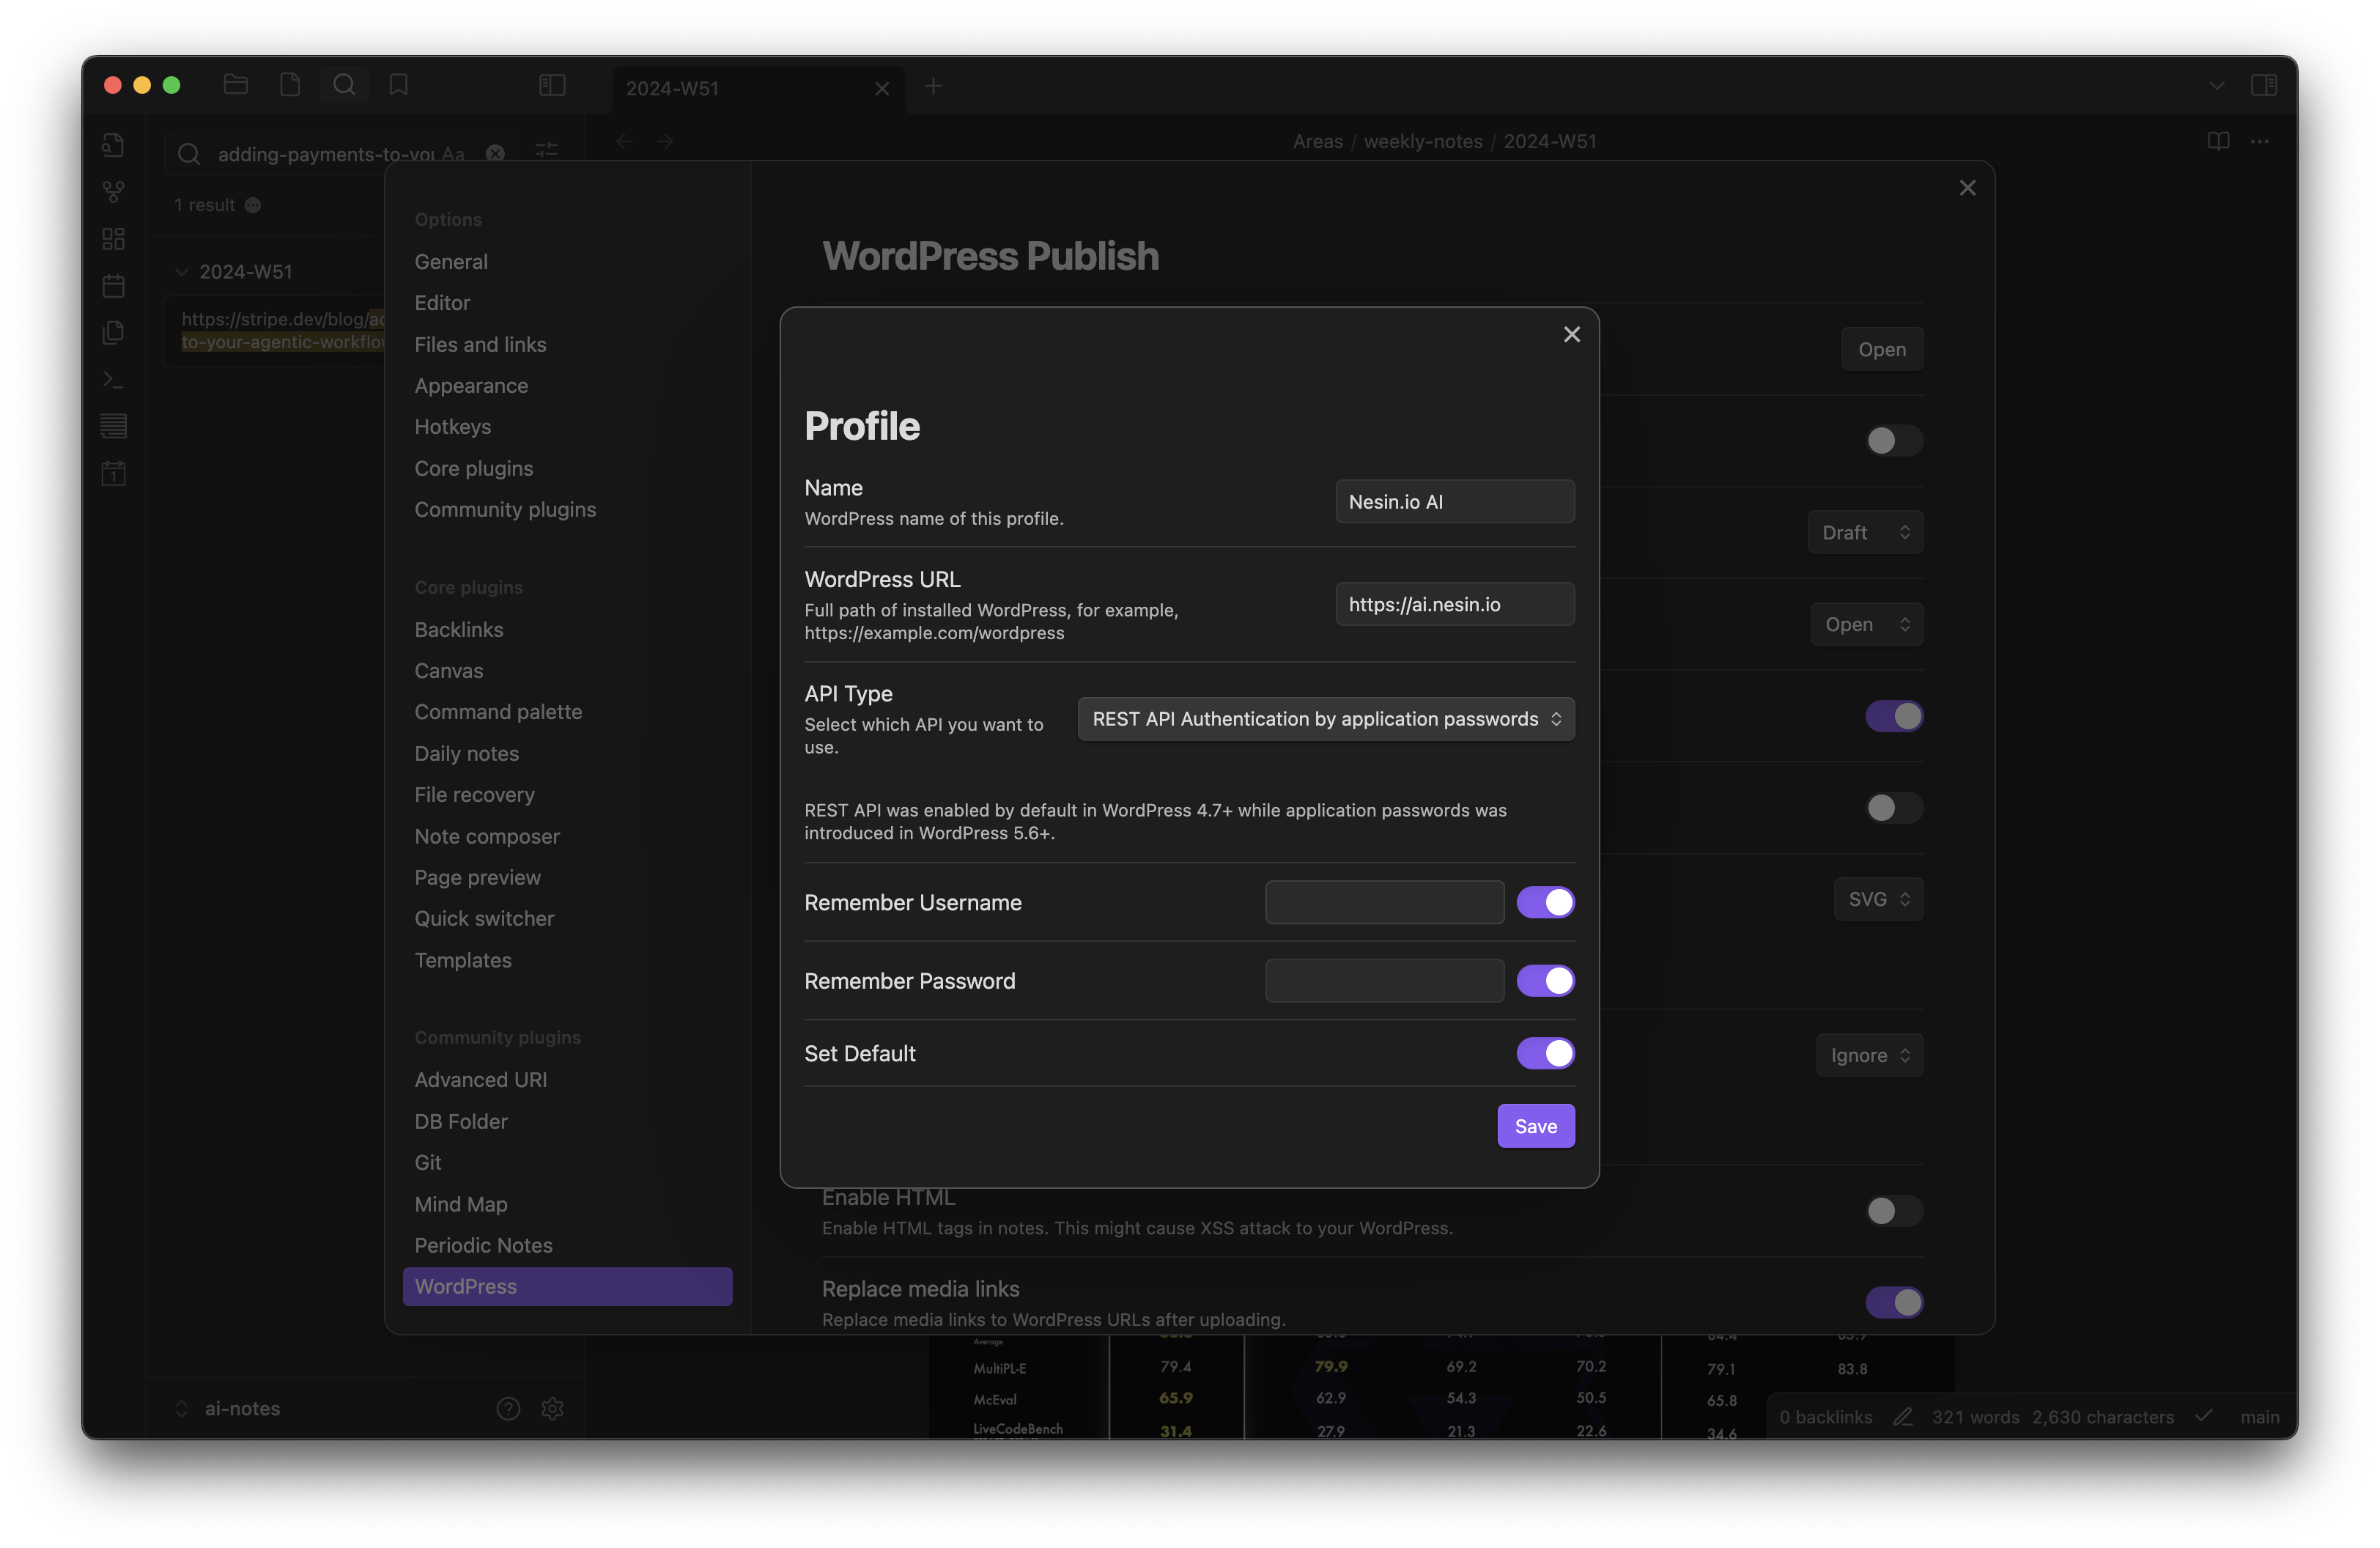 2024-W51
adding-payments-to-you Aa
Areas / weekly-notes / 2024-W51
1 result
2024-W51
https://stripe.dev/blog/ad
to-your-agentic-workflow
Options
General
Editor
Files and links
Appearance
Hotkeys
Core plugins
Community plugins
Core plugins
Backlinks
Canvas
Command palette
Daily notes
File recovery
Note composer
Page preview
Quick switcher
Templates
Community plugins
Advanced URI
DB Folder
Git
Mind Map
Periodic Notes
WordPress
WordPress Publish
Open
Draft
Open
SVG
Ignore
Profile
Name
WordPress name of this profile.
Nesin.io AI
WordPress URL
Full path of installed WordPress, for example,
https://example.com/wordpress
https://ai.nesin.io
API Type
Select which API you want to
use.
REST API Authentication by application passwords
REST API was enabled by default in WordPress 4.7+ while application passwords was
introduced in WordPress 5.6+.
Remember Username
Remember Password
Set Default
Save
Enable HTML
Enable HTML tags in notes. This might cause XSS attack to your WordPress.
Replace media links
Replace media links to WordPress URLs after uploading.
Average
MultiPL-E 79.4 79.9 69.2 70.2 79.1 83.8
McEval 65.9 62.9 54.3 50.5 65.8
LiveCodeBench 31.4 27.9 21.3 22.6 34.6
ai-notes
0 backlinks 321 words 2,630 characters main